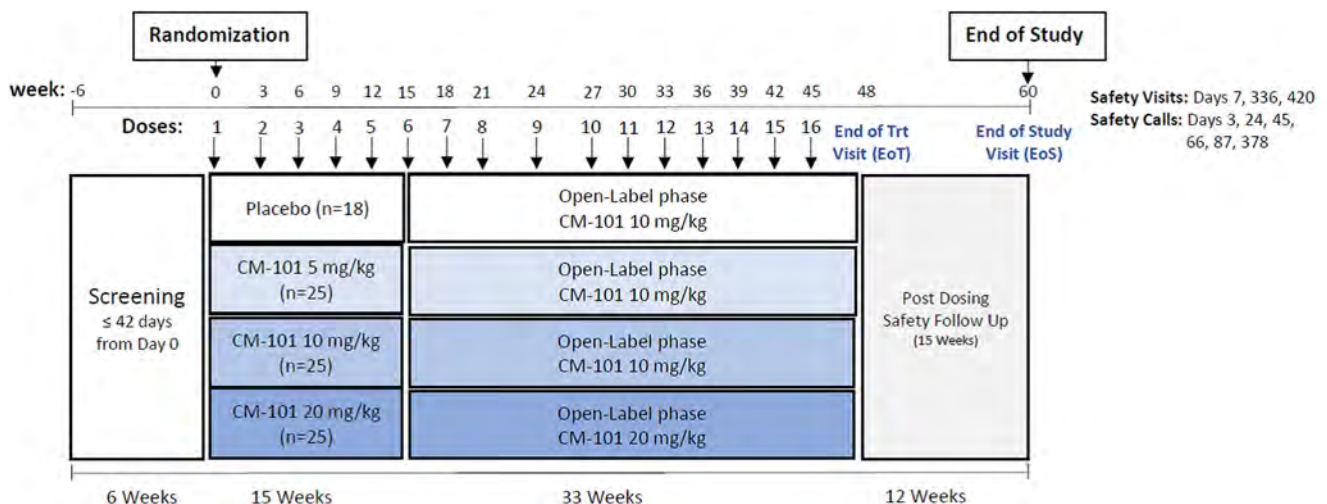 Randomization
End of Study
week: -6 0 3 6 9 12 15 18 21 24 27 30 33 36 39 42 45 48 60
Safety Visits: Days 7, 336, 420
Safety Calls: Days 3, 24, 45,
66, 87, 378
Doses: 1 2 3 4 5 6 7 8 9 10 11 12 13 14 15 16
End of Trt
Visit (EoT)
End of Study
Visit (EoS)
Screening
≤ 42 days
from Day 0
Placebo (n=18)
Open-Label phase
CM-101 10 mg/kg
CM-101 5 mg/kg
(n=25)
Open-Label phase
CM-101 10 mg/kg
CM-101 10 mg/kg
(n=25)
Open-Label phase
CM-101 10 mg/kg
CM-101 20 mg/kg
(n=25)
Open-Label phase
CM-101 20 mg/kg
Post Dosing
Safety Follow Up
(15 Weeks)
6 Weeks 15 Weeks 33 Weeks 12 Weeks